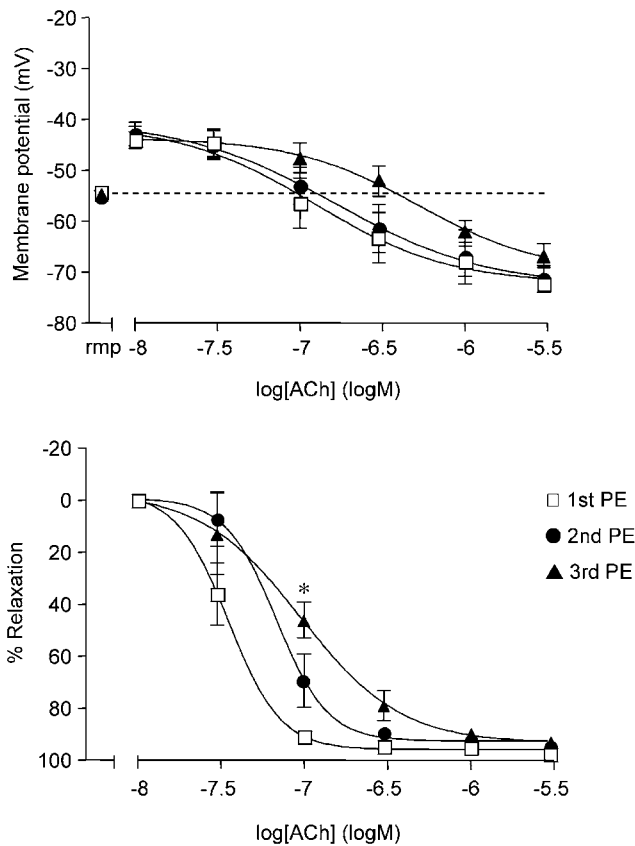 Membrane potential (mV)
-20
-30
-40
-50
-60
-70
-80
rmp -8 -7.5 -7 -6.5 -6 -5.5
log[ACh] (logM)
% Relaxation
-20
0
20
40
60
80
100
*
1st PE
2nd PE
3rd PE
-8 -7.5 -7 -6.5 -6 -5.5
log[ACh] (logM)